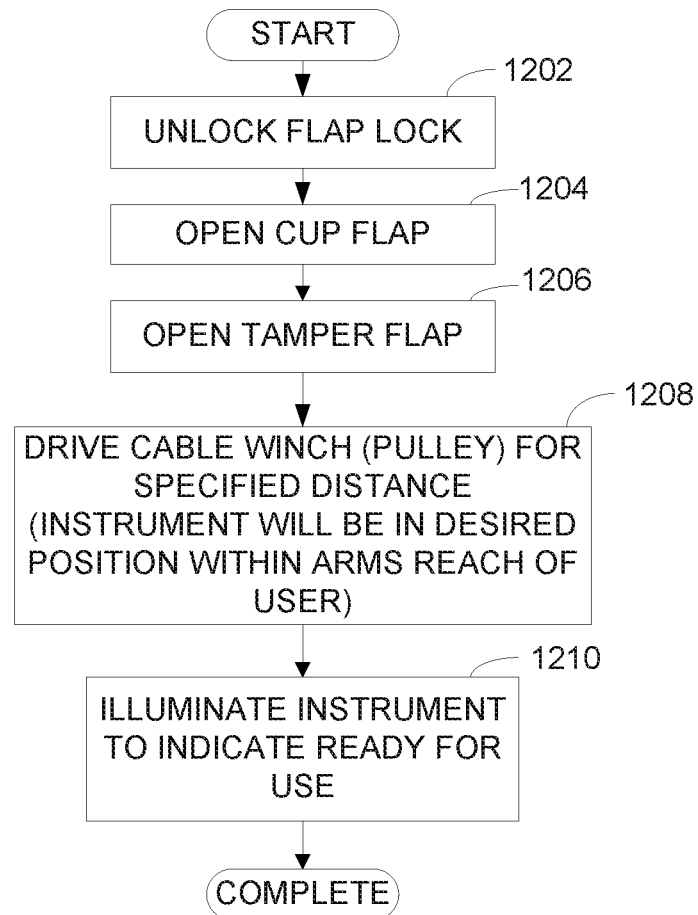 START
1202
UNLOCK FLAP LOCK
1204
OPEN CUP FLAP
1206
OPEN TAMPER FLAP
1208
DRIVE CABLE WINCH (PULLEY) FOR
SPECIFIED DISTANCE
(INSTRUMENT WILL BE IN DESIRED
POSITION WITHIN ARMS REACH OF
USER)
1210
ILLUMINATE INSTRUMENT
TO INDICATE READY FOR
USE
COMPLETE